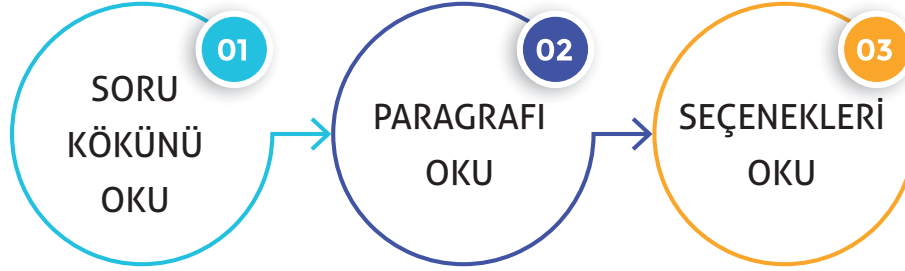 01
SORU
KÖKÜNÜ
OKU
02
PARAGRAFI
OKU
03
SEÇENEKLERİ
OKU